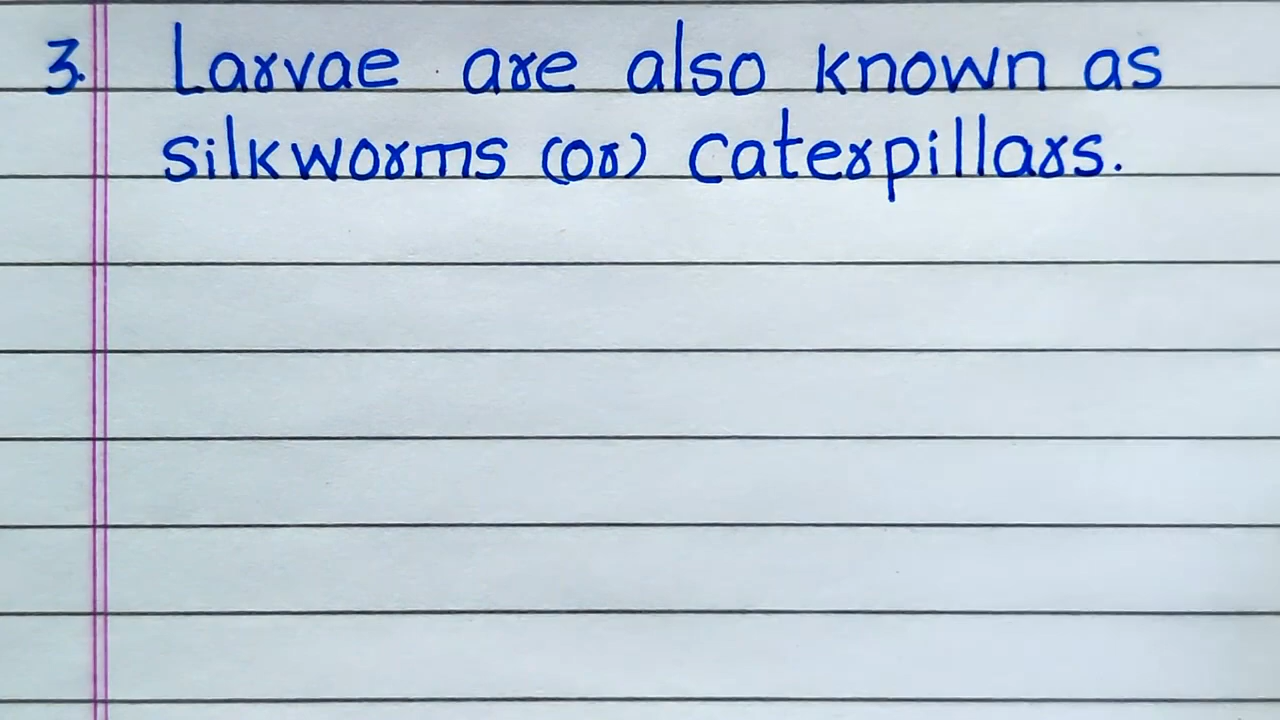 3. Larvae are also known as
silkworms (or) caterpillars.